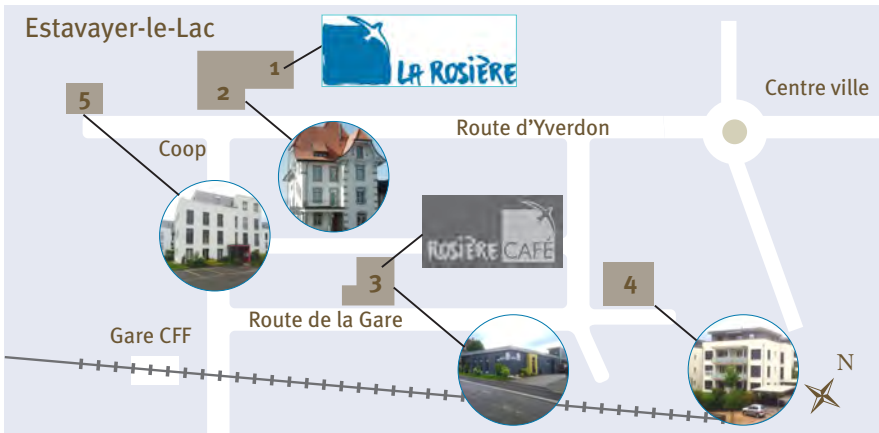 Estavayer-le-Lac
1
LA ROSIÈRE
2
5
Centre ville
Route d'Yverdon
Coop
ROSIÈRE CAFÉ
3
4
Route de la Gare
Gare CFF
N